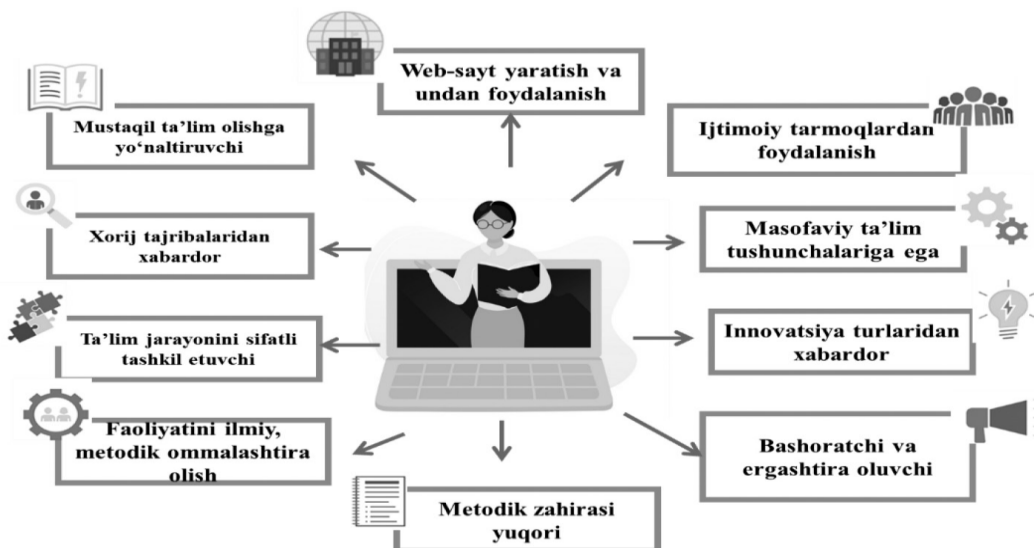 Web-sayt yaratish va
undan foydalanish
Mustaqil ta’lim olishga
yo‘naltiruvchi
Ijtimoiy tarmoqlardan
foydalanish
Xorij tajribalaridan
xabardor
Masofaviy ta’lim
tushunchalariga ega
Ta’lim jarayonini sifatli
tashkil etuvchi
Innovatsiya turlaridan
xabardor
Faoliyatini ilmiy,
metodik ommalashtira
olish
Bashoratchi va
ergashtira oluvchi
Metodik zahirasi
yuqori